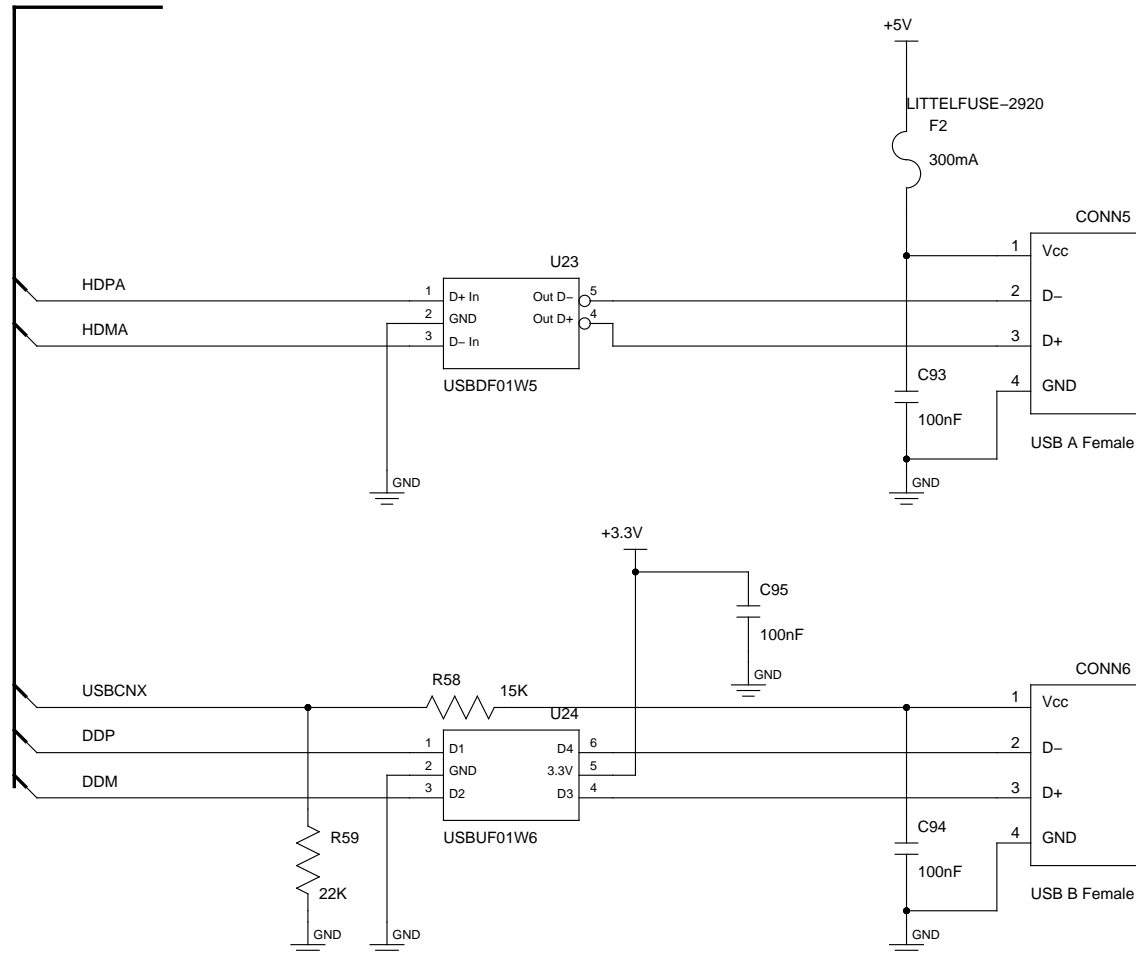 +5V
LITTELFUSE−2920
F2
300mA
CONN5
1 Vcc
U23
HDPA
1 D+ In Out D− 5
2 D−
2 GND Out D+ 4
HDMA
3 D− In
3 D+
USBDF01W5
C93
4 GND
100nF
USB A Female
GND
GND
+3.3V
C95
100nF
GND
CONN6
USBCNX
R58
15K
1 Vcc
U24
DDP
1 D1 D4 6
2 D−
2 GND 3.3V 5
DDM
3 D2 D3 4
3 D+
USBUF01W6
R59
C94
4 GND
100nF
22K
USB B Female
GND
GND
GND